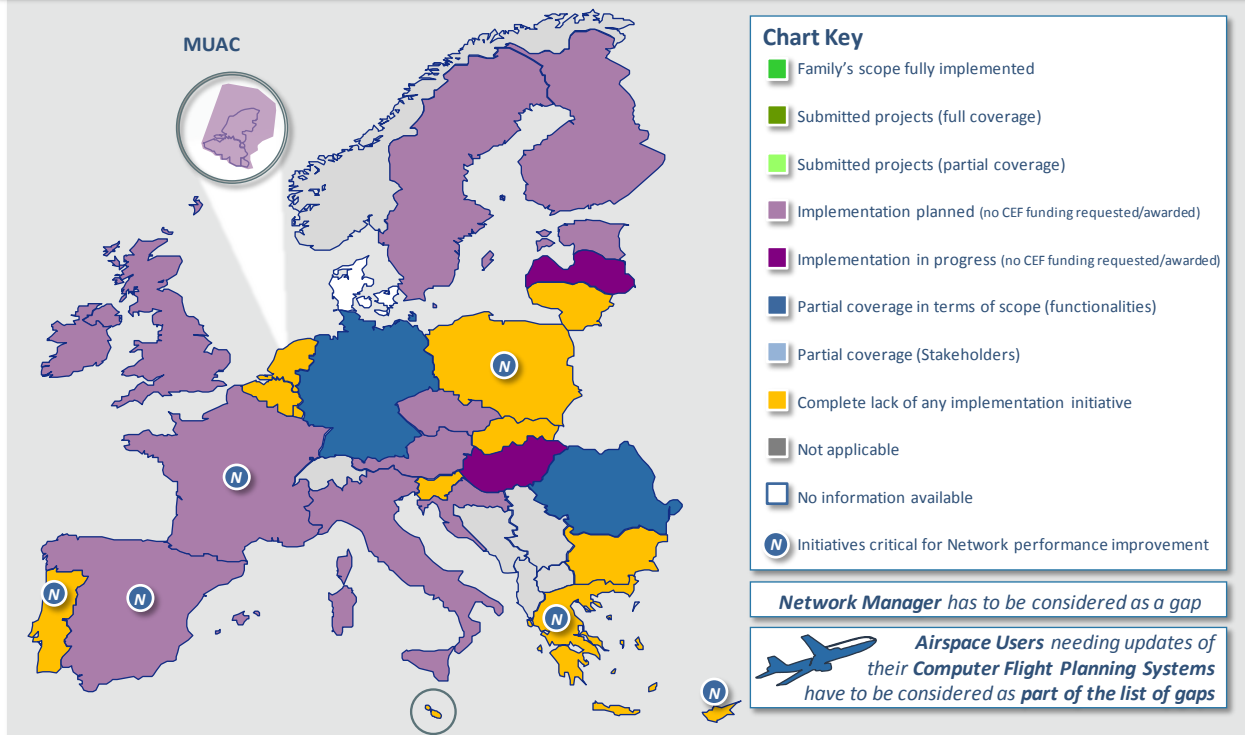 MUAC
N
N
N
N
N
N
Chart Key
Family's scope fully implemented
Submitted projects (full coverage)
Submitted projects (partial coverage)
Implementation planned (no CEF funding requested/awarded)
Implementation in progress (no CEF funding requested/awarded)
Partial coverage in terms of scope (functionalities)
Partial coverage (Stakeholders)
Complete lack of any implementation initiative
Not applicable
No information available
N Initiatives critical for Network performance improvement
Network Manager has to be considered as a gap
Airspace Users needing updates of
their Computer Flight Planning Systems
have to be considered as part of the list of gaps